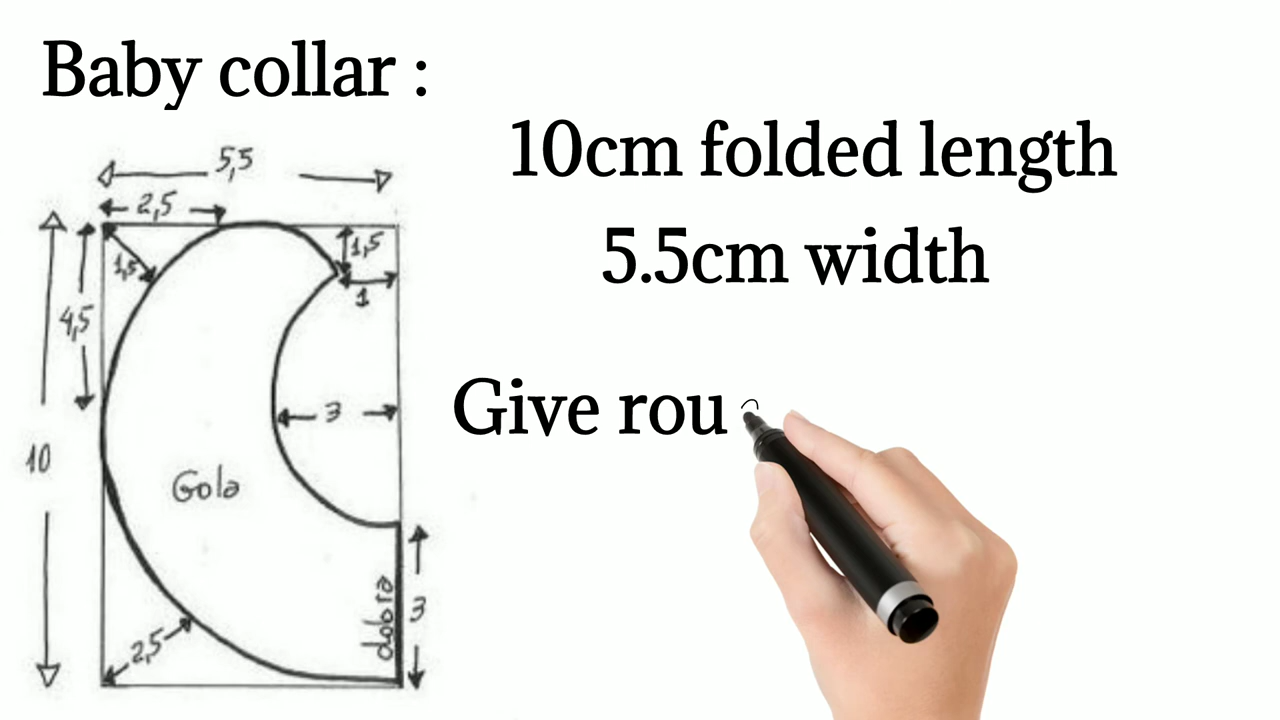 Baby collar :
10cm folded length
5.5cm width
Give rou
5,5
2,5
1,5
1,5
1
4,5
3
10
Gola
dobra
3
2,5